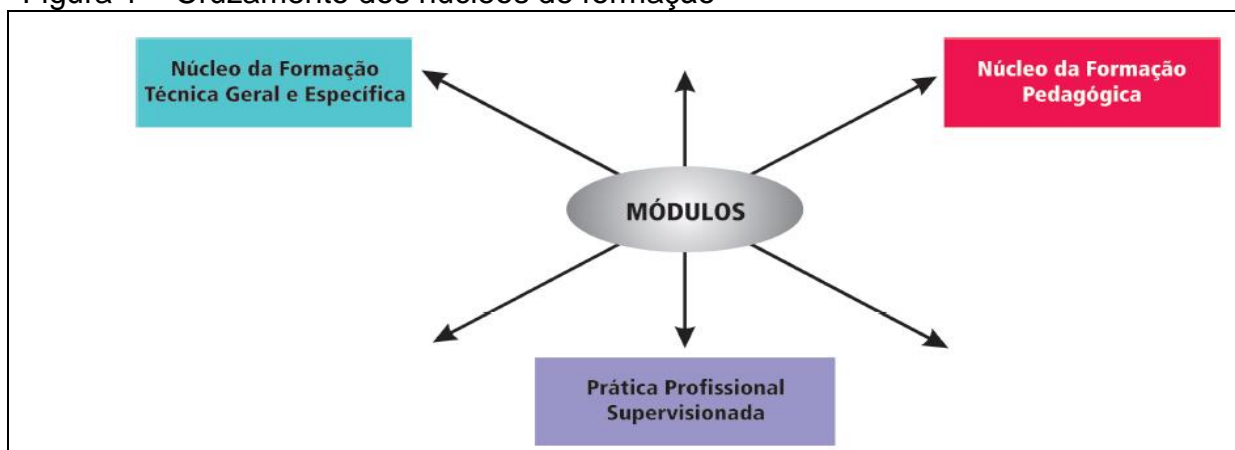 Núcleo da Formação
Técnica Geral e Específica
Núcleo da Formação
Pedagógica
MÓDULOS
Prática Profissional
Supervisionada